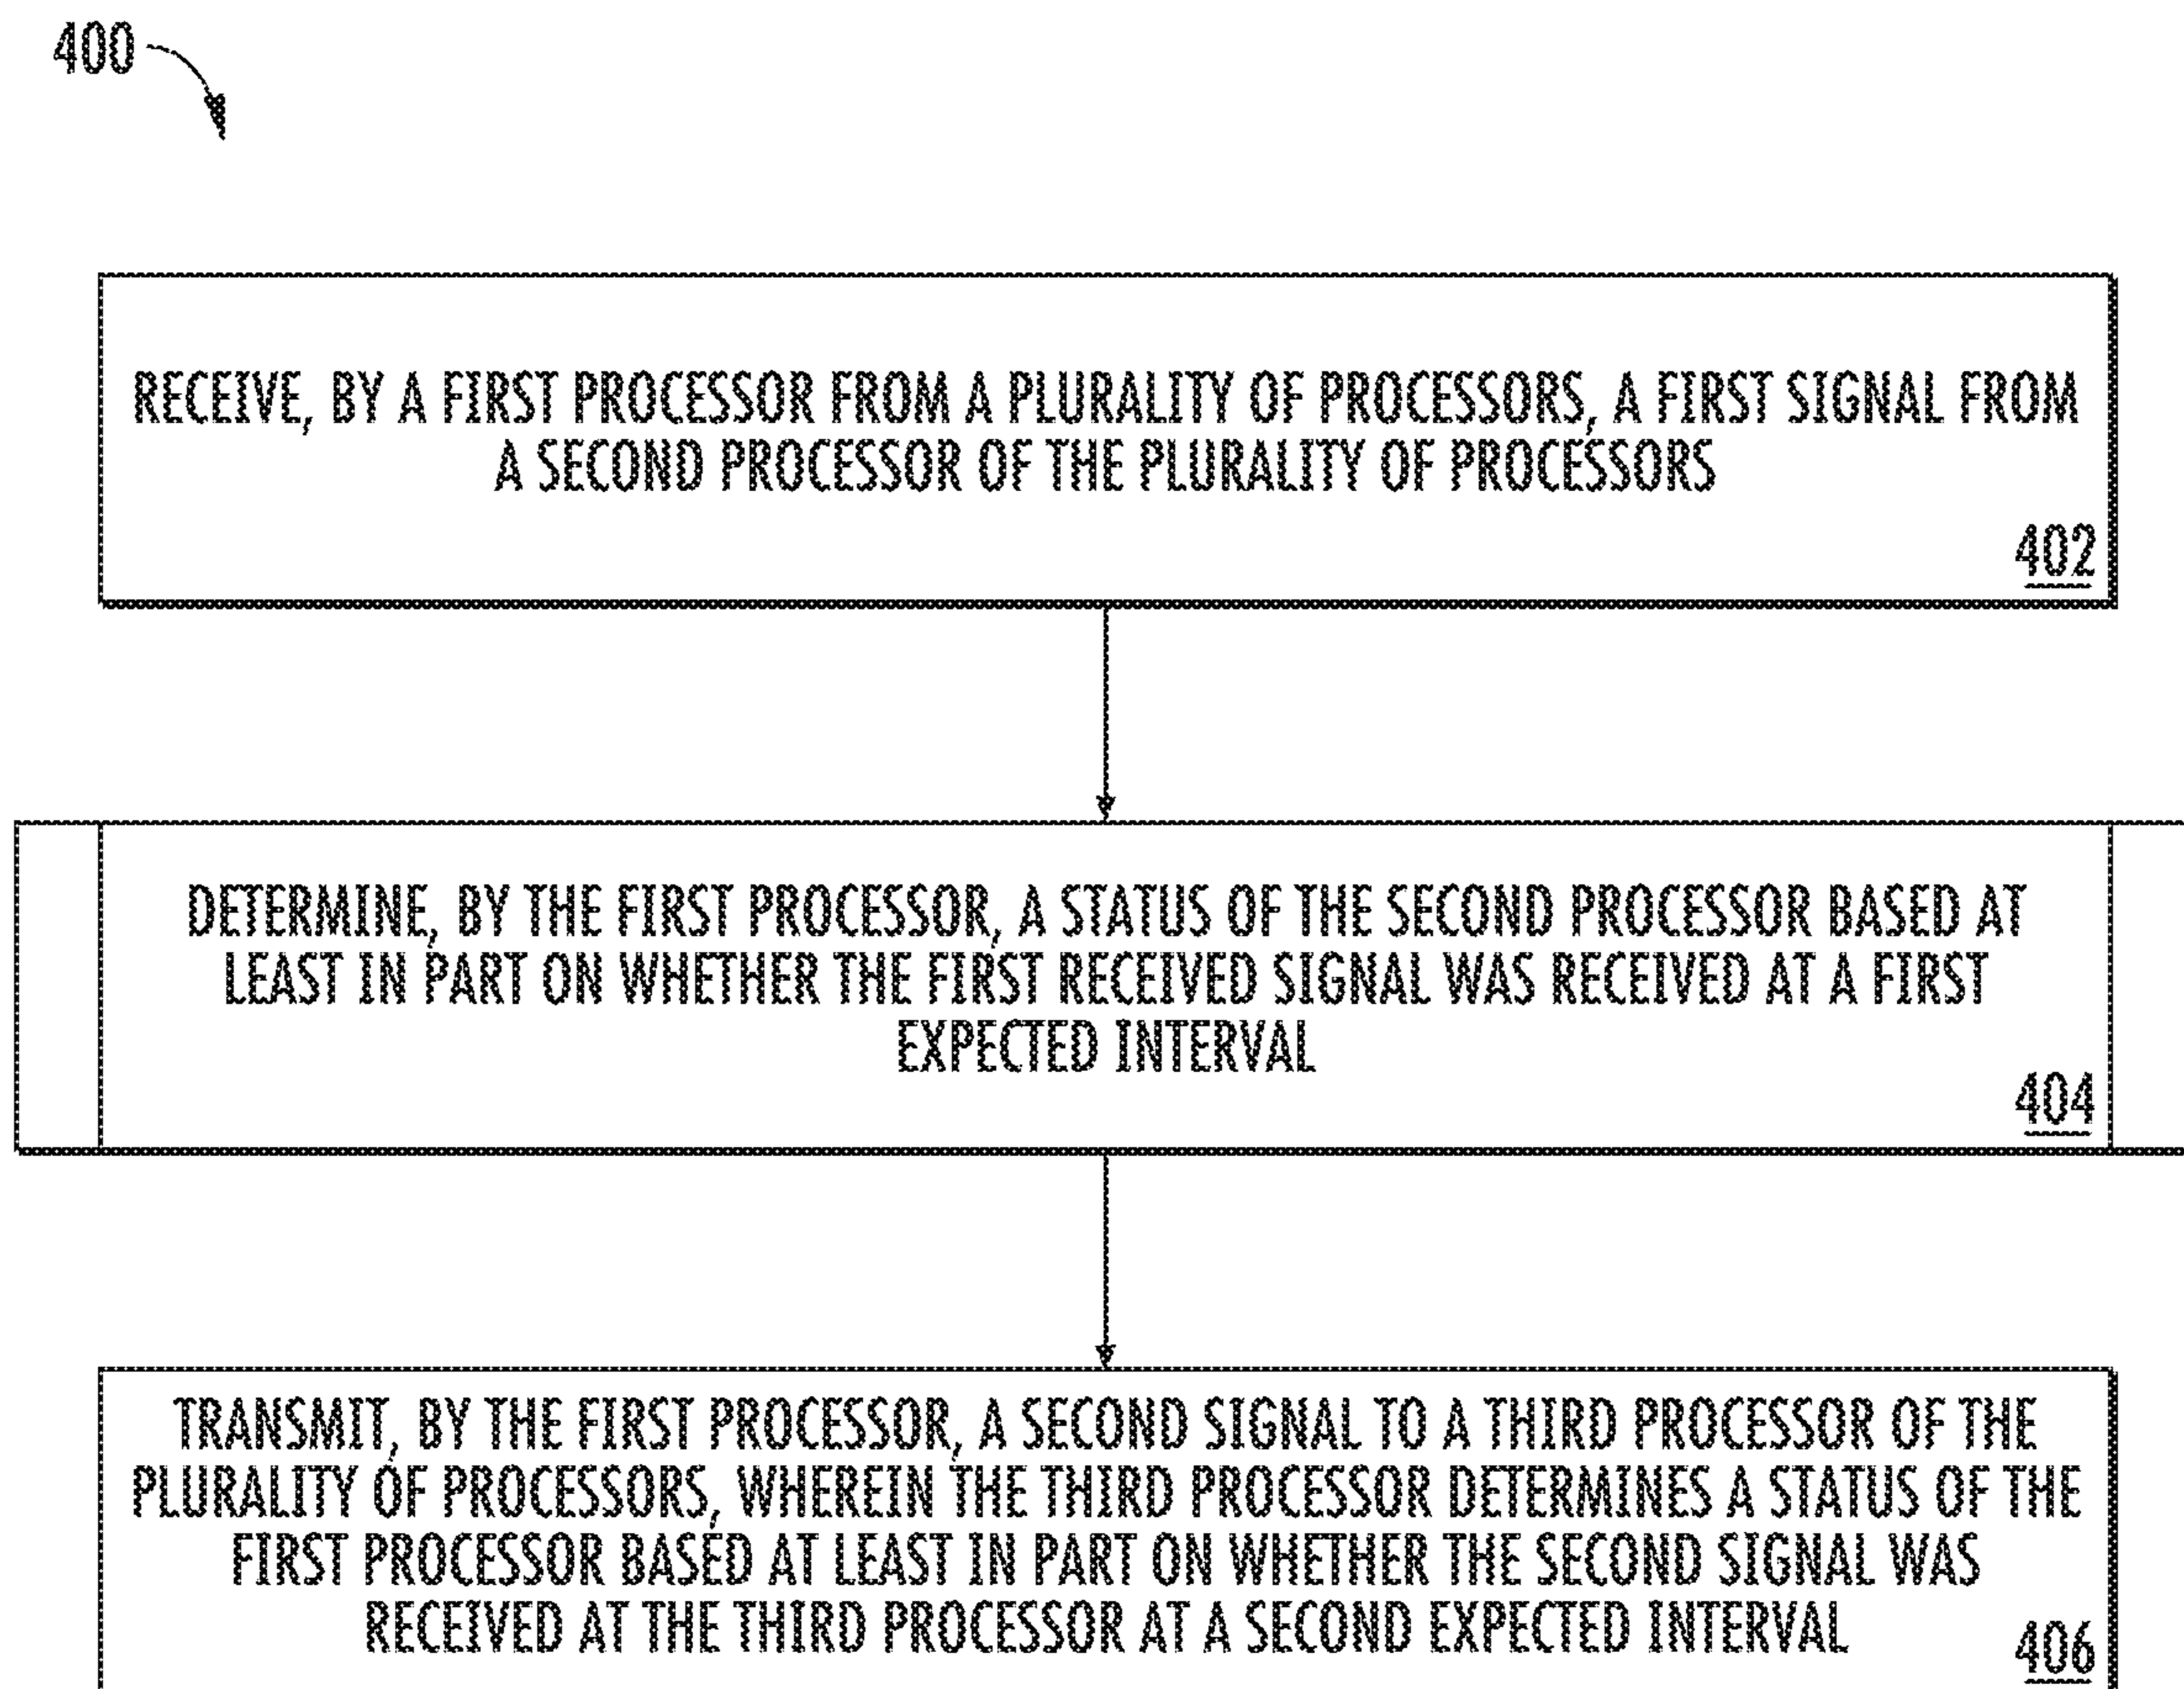 400
RECEIVE, BY A FIRST PROCESSOR FROM A PLURALITY OF PROCESSORS, A FIRST SIGNAL FROM
A SECOND PROCESSOR OF THE PLURALITY OF PROCESSORS
402
DETERMINE, BY THE FIRST PROCESSOR, A STATUS OF THE SECOND PROCESSOR BASED AT
LEAST IN PART ON WHETHER THE FIRST RECEIVED SIGNAL WAS RECEIVED AT A FIRST
EXPECTED INTERVAL
404
TRANSMIT, BY THE FIRST PROCESSOR, A SECOND SIGNAL TO A THIRD PROCESSOR OF THE
PLURALITY OF PROCESSORS, WHEREIN THE THIRD PROCESSOR DETERMINES A STATUS OF THE
FIRST PROCESSOR BASED AT LEAST IN PART ON WHETHER THE SECOND SIGNAL WAS
RECEIVED AT THE THIRD PROCESSOR AT A SECOND EXPECTED INTERVAL
406